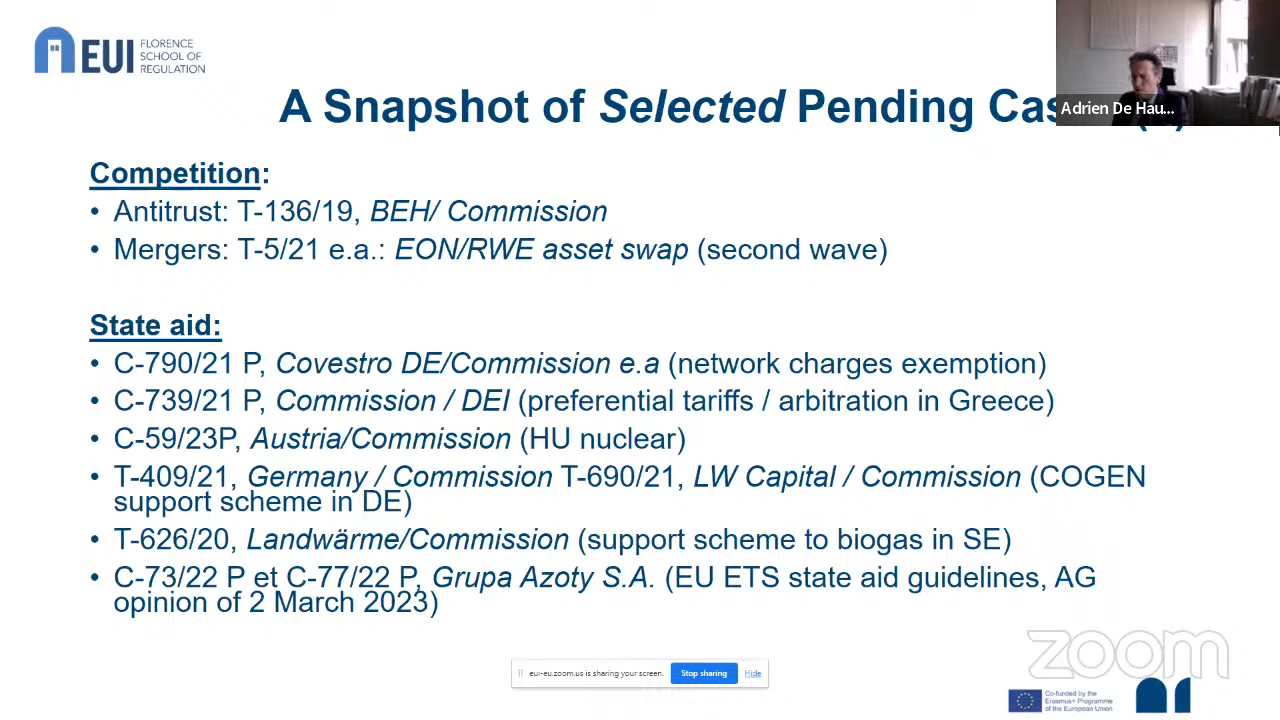 EUI FLORENCE
SCHOOL OF
REGULATION
A Snapshot of Selected Pending
Adrien De Hau...
Competition:
• Antitrust: T-136/19, BEH/ Commission
• Mergers: T-5/21 e.a.: EON/RWE asset swap (second wave)
State aid:
• C-790/21 P, Covestro DE/Commission e.a (network charges exemption)
• C-739/21 P, Commission / DEI (preferential tariffs / arbitration in Greece)
• C-59/23P, Austria/Commission (HU nuclear)
• T-409/21, Germany / Commission T-690/21, LW Capital / Commission (COGEN
support scheme in DE)
• T-626/20, Landwärme/Commission (support scheme to biogas in SE)
• C-73/22 P et C-77/22 P, Grupa Azoty S.A. (EU ETS state aid guidelines, AG
opinion of 2 March 2023)
zoom
eui-eu.zoom.us is sharing your screen. Stop sharing Hide
Co-funded by the
Erasmus+ Programme
of the European Union